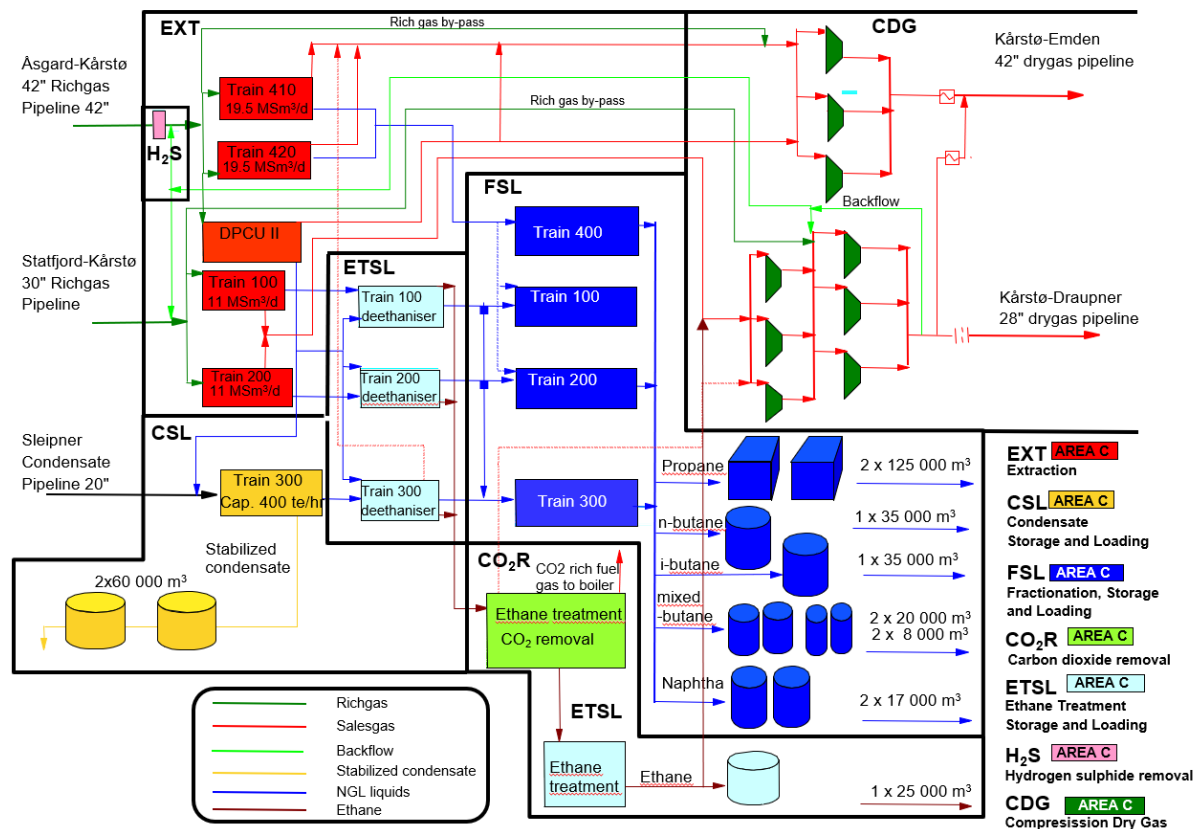 EXT
Rich gas by-pass
CDG
Åsgard-Kårstø
42" Richgas
Pipeline 42"
Kårstø-Emden
42" drygas pipeline
Train 410
19.5 MSm³/d
Rich gas by-pass
H₂S
Train 420
19.5 MSm³/d
FSL
Backflow
DPCU II
Train 400
Statfjord-Kårstø
30" Richgas
Pipeline
ETSL
Train 100
11 MSm³/d
Train 100
deethaniser
Train 100
Kårstø-Draupner
28" drygas pipeline
Train 200
11 MSm³/d
Train 200
deethaniser
Train 200
CSL
Sleipner
Condensate
Pipeline 20"
Train 300
Cap. 400 te/hr
Train 300
deethaniser
Train 300
Propane
2 x 125 000 m³
n-butane
1 x 35 000 m³
i-butane
1 x 35 000 m³
mixed
-butane
2 x 20 000 m³
2 x 8 000 m³
Naphtha
2 x 17 000 m³
Stabilized
condensate
2x60 000 m³
CO₂R
CO2 rich fuel
gas to boiler
Ethane treatment
CO₂ removal
ETSL
Ethane
treatment
Ethane
1 x 25 000 m³
Richgas
Salesgas
Backflow
Stabilized condensate
NGL liquids
Ethane
EXT AREA C
Extraction
CSL AREA C
Condensate
Storage and Loading
FSL AREA C
Fractionation, Storage
and Loading
CO₂R AREA C
Carbon dioxide removal
ETSL AREA C
Ethane Treatment
Storage and Loading
H₂S AREA C
Hydrogen sulphide removal
CDG AREA C
Compresission Dry Gas